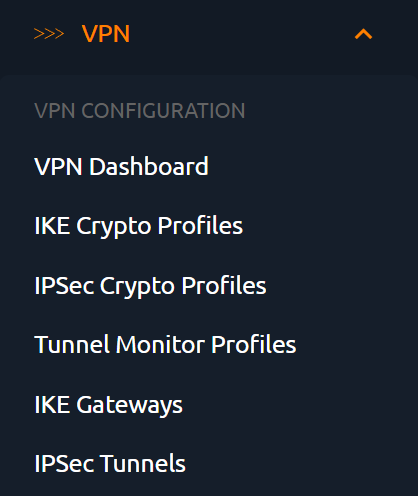 >>> VPN
VPN CONFIGURATION
VPN Dashboard
IKE Crypto Profiles
IPSec Crypto Profiles
Tunnel Monitor Profiles
IKE Gateways
IPSec Tunnels